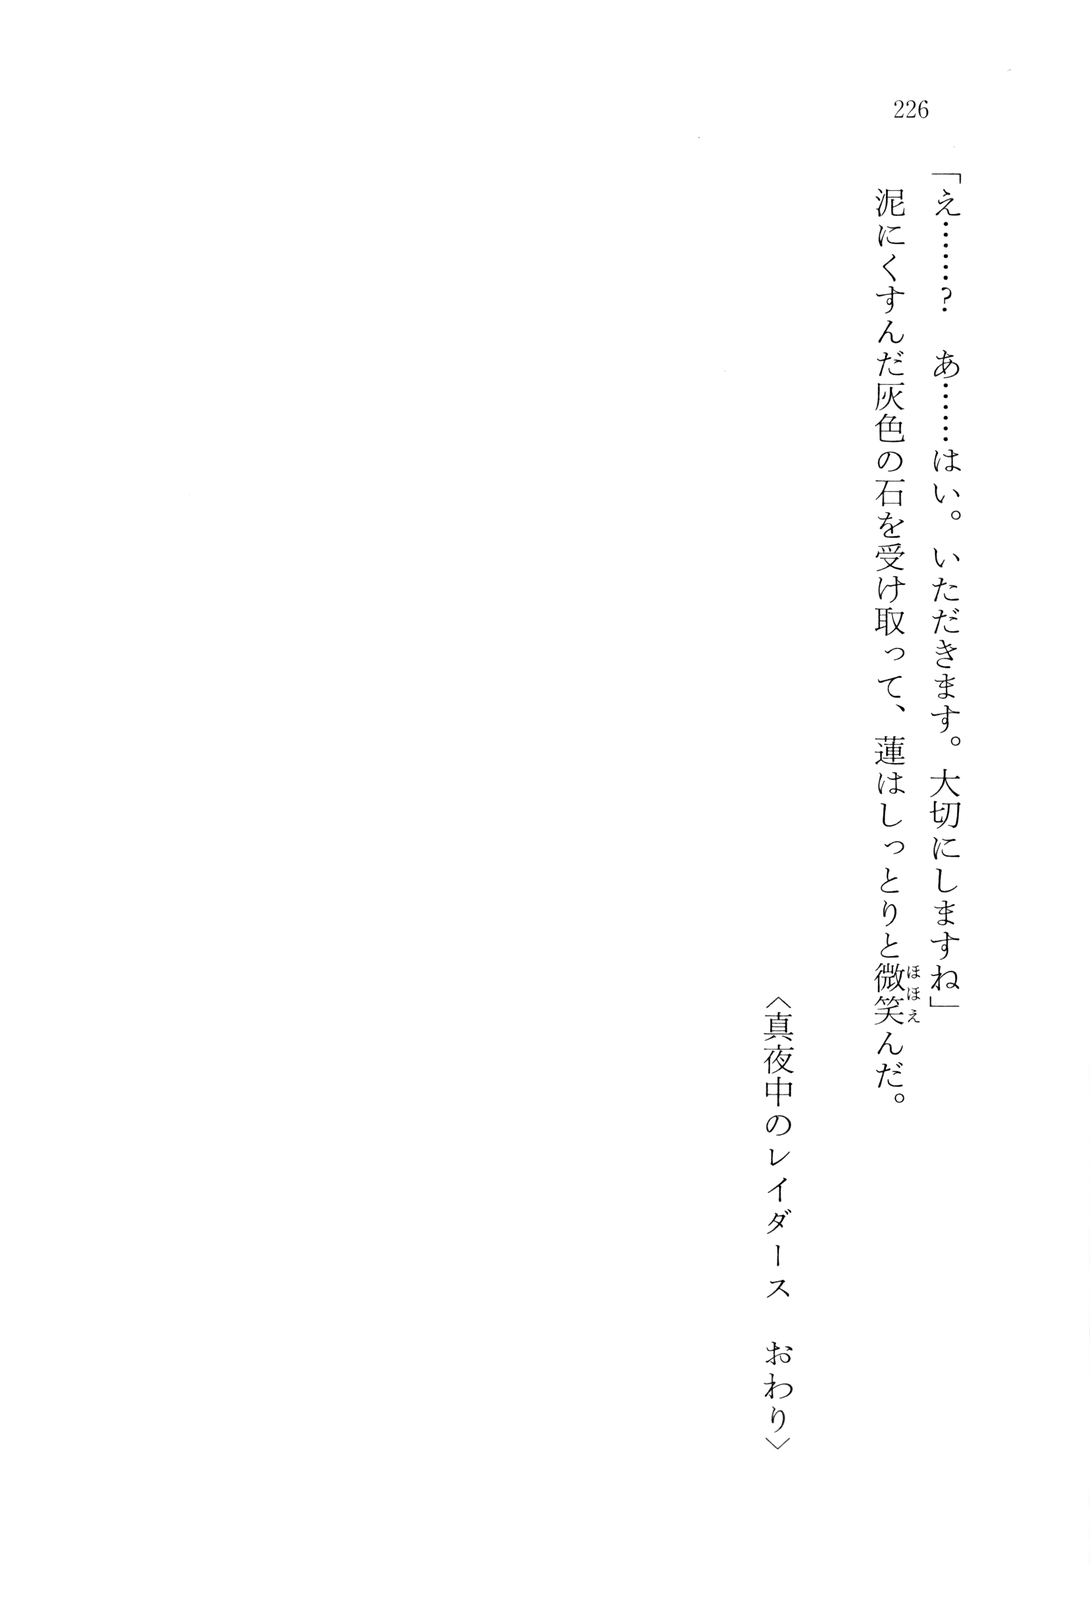 226
「え……？　あ……はい。いただきます。大切にしますね」
　泥にくすんだ灰色の石を受け取って、蓮はしっとりと微笑んだ。
ほほえ
〈真夜中のレイダース　おわり〉